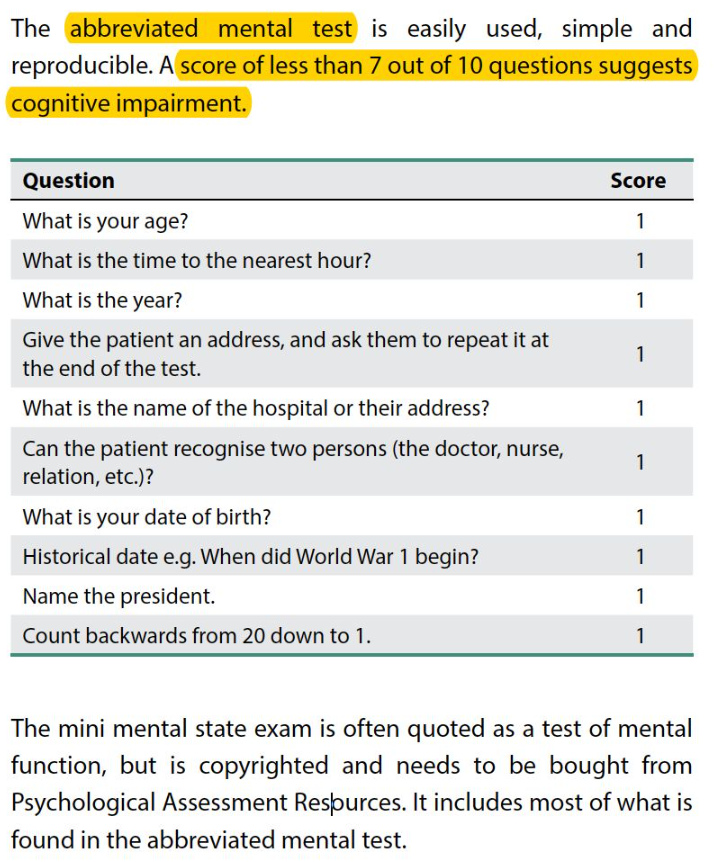 The abbreviated mental test is easily used, simple and
reproducible. A score of less than 7 out of 10 questions suggests
cognitive impairment.
Question Score
What is your age? 1
What is the time to the nearest hour? 1
What is the year? 1
Give the patient an address, and ask them to repeat it at
the end of the test. 1
What is the name of the hospital or their address? 1
Can the patient recognise two persons (the doctor, nurse,
relation, etc.)? 1
What is your date of birth? 1
Historical date e.g. When did World War 1 begin? 1
Name the president. 1
Count backwards from 20 down to 1. 1
The mini mental state exam is often quoted as a test of mental
function, but is copyrighted and needs to be bought from
Psychological Assessment Resources. It includes most of what is
found in the abbreviated mental test.